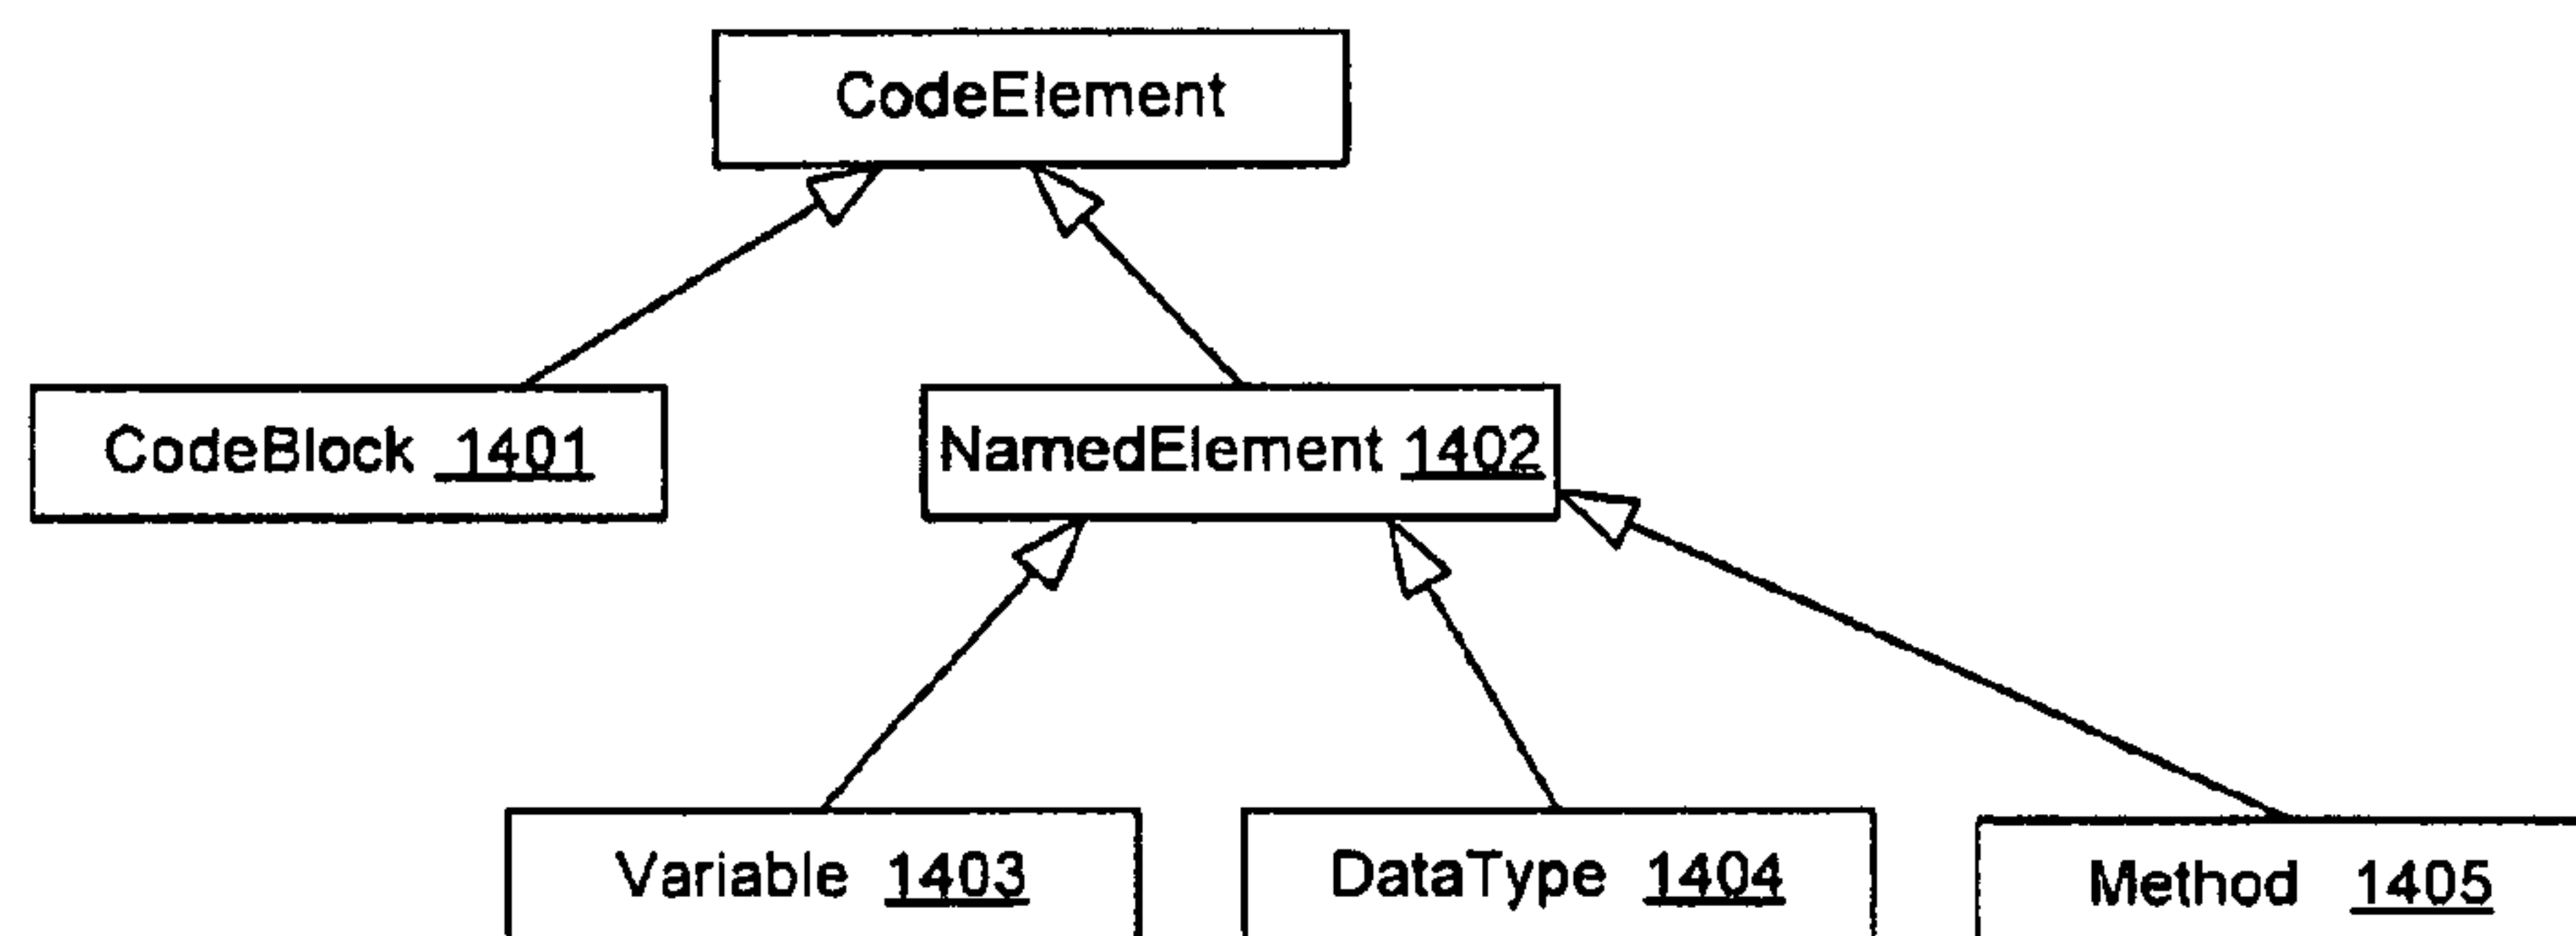 CodeElement
CodeBlock 1401
NamedElement 1402
Variable 1403
DataType 1404
Method 1405